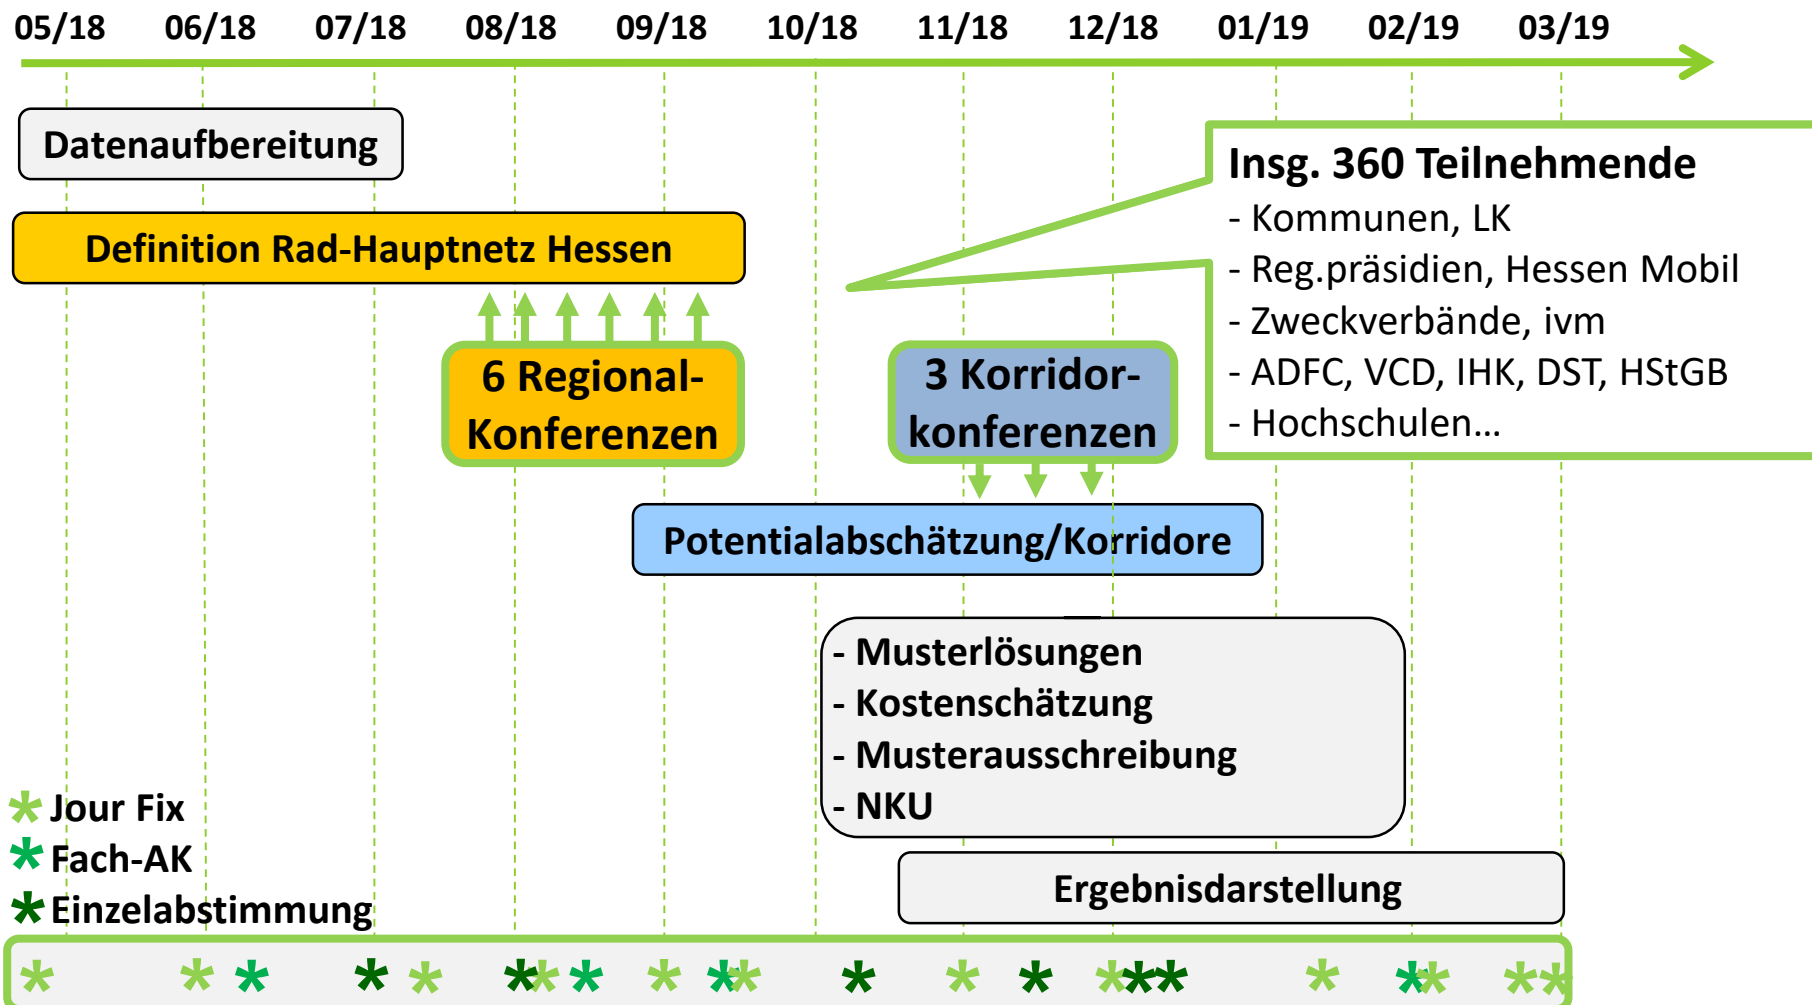 05/18 06/18 07/18 08/18 09/18 10/18 11/18 12/18 01/19 02/19 03/19
Datenaufbereitung
Definition Rad-Hauptnetz Hessen
6 Regional-
Konferenzen
3 Korridor-
konferenzen
Insg. 360 Teilnehmende
- Kommunen, LK
- Reg.präsidien, Hessen Mobil
- Zweckverbände, ivm
- ADFC, VCD, IHK, DST, HStGB
- Hochschulen…
Potentialabschätzung/Korridore
- Musterlösungen
- Kostenschätzung
- Musterausschreibung
- NKU
Ergebnisdarstellung
* Jour Fix
* Fach-AK
* Einzelabstimmung